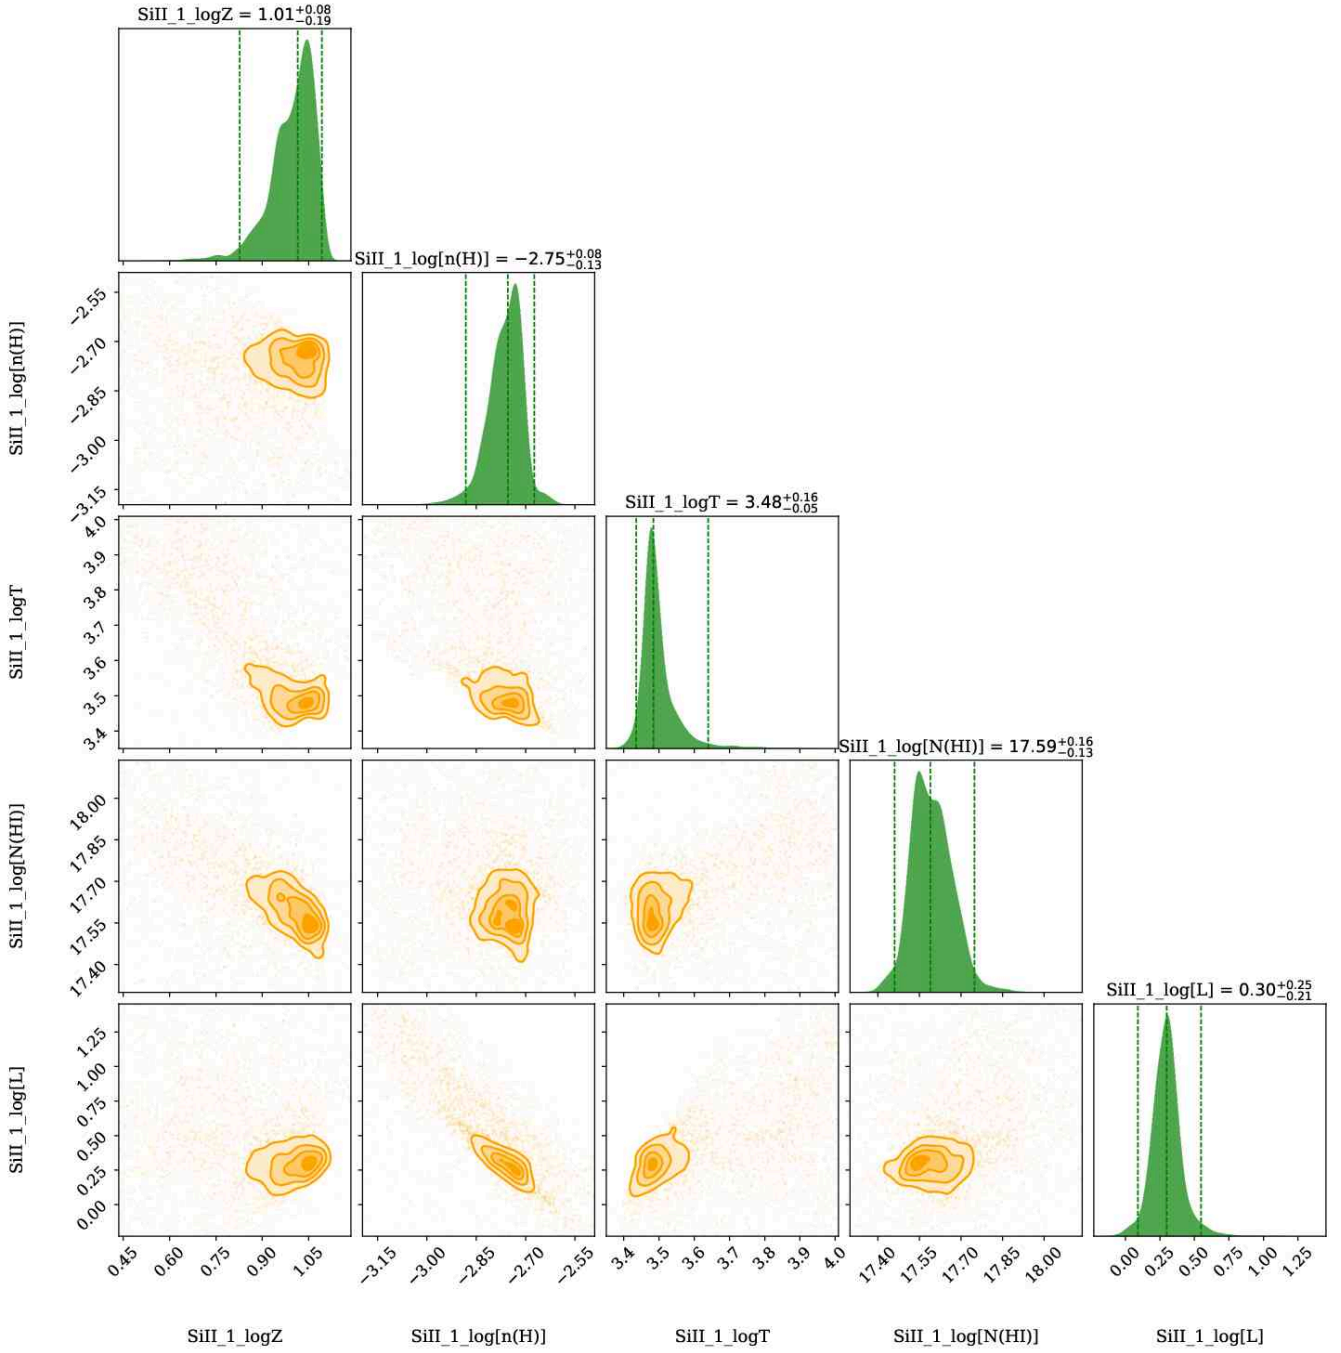 SiII_1_logZ = 1.01+0.08 −0.19
SiII_1_log[n(H)] = −2.75+0.08 −0.13
−2.55
−2.70
−2.85
−3.00
−3.15
SiII_1_log[n(H)]
SiII_1_logT = 3.48+0.16 −0.05
4.0
3.9
3.8
3.7
3.6
3.5
3.4
SiII_1_logT
SiII_1_log[N(HI)] = 17.59+0.16 −0.13
18.00
17.85
17.70
17.55
17.40
SiII_1_log[N(HI)]
SiII_1_log[L] = 0.30+0.25 −0.21
1.25
1.00
0.75
0.50
0.25
0.00
SiII_1_log[L]
0.45 0.60 0.75 0.90 1.05
−3.15 −3.00 −2.85 −2.70 −2.55
3.4 3.5 3.6 3.7 3.8 3.9 4.0
17.40 17.55 17.70 17.85 18.00
0.00 0.25 0.50 0.75 1.00 1.25
SiII_1_logZ
SiII_1_log[n(H)]
SiII_1_logT
SiII_1_log[N(HI)]
SiII_1_log[L]